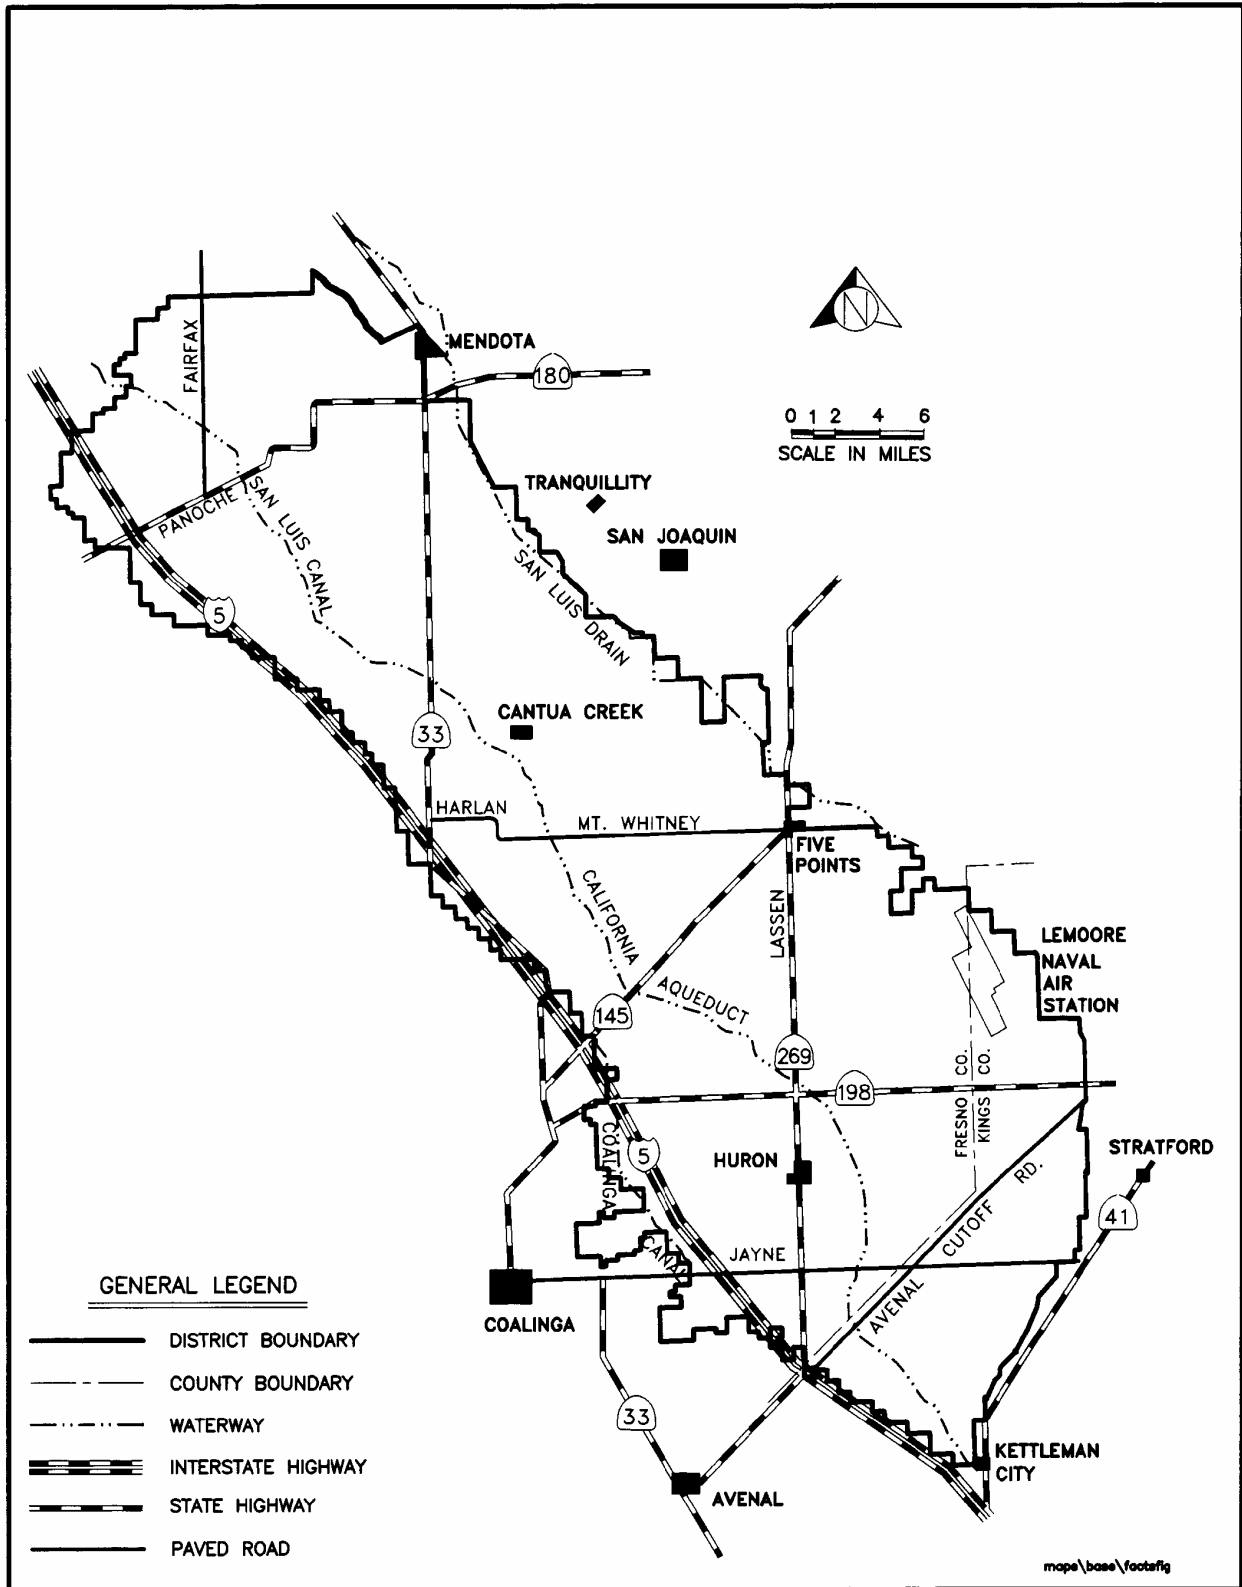 N
MENDOTA
FAIRFAX
180
0 1 2 4 6
SCALE IN MILES
TRANQUILLITY
SAN JOAQUIN
PANOCHE
SAN LUIS CANAL
SAN LUIS DRAIN
5
CANTUA CREEK
33
HARLAN
MT. WHITNEY
FIVE
POINTS
CALIFORNIA
AQUEDUCT
LASSEN
LEMOORE
NAVAL
AIR
STATION
145
269
198
FRESNO CO.
KINGS CO.
COALINGA
CANAL
5
HURON
STRATFORD
AVENAL CUTOFF RD.
41
JAYNE
COALINGA
33
AVENAL
KETTLEMAN
CITY
GENERAL LEGEND
DISTRICT BOUNDARY
COUNTY BOUNDARY
WATERWAY
INTERSTATE HIGHWAY
STATE HIGHWAY
PAVED ROAD
maps\base\footsfig